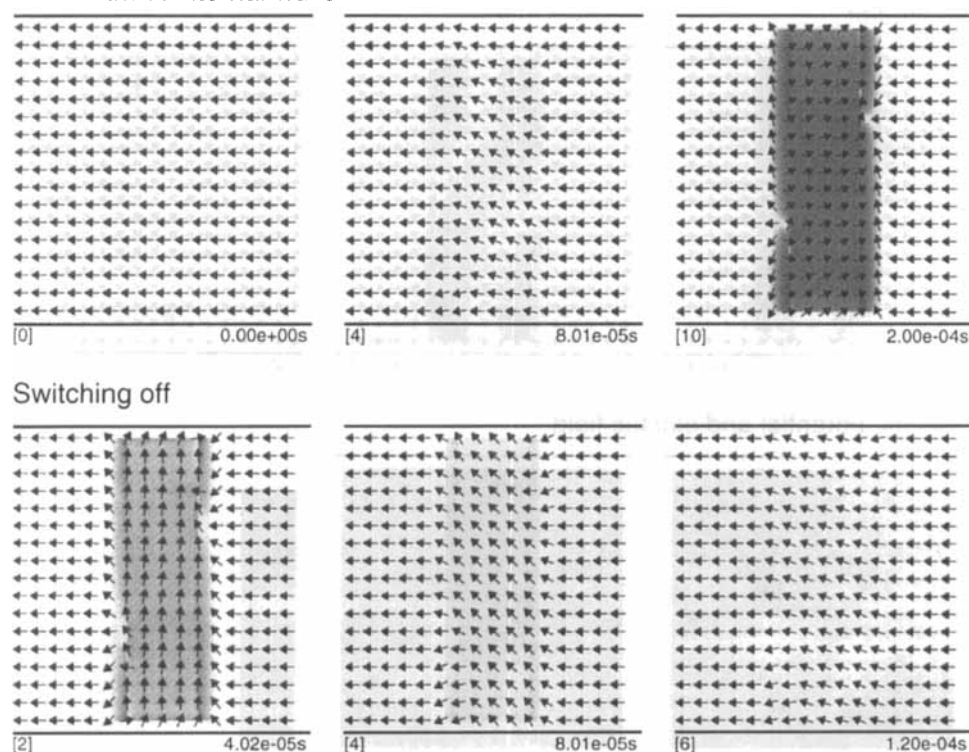 [0] 0.00e+00s [4] 8.01e-05s [10] 2.00e-04s
Switching off
[2] 4.02e-05s [4] 8.01e-05s [6] 1.20e-04s